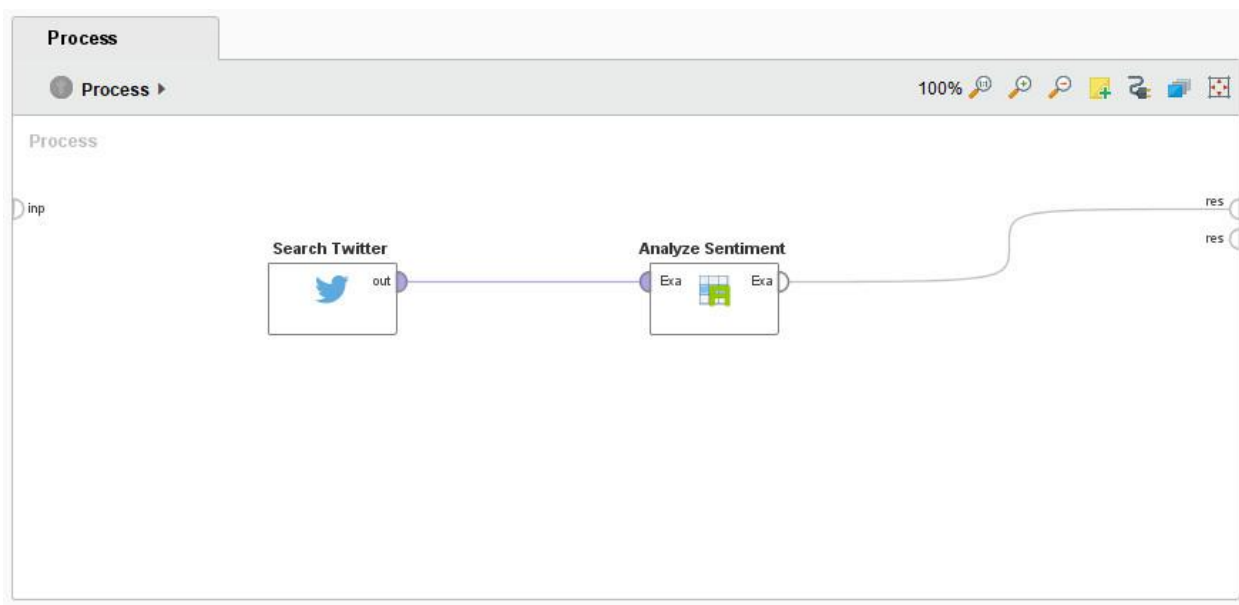 Process
Process
100%
Process
inp
res
res
Search Twitter
Analyze Sentiment
out
Exa
Exa